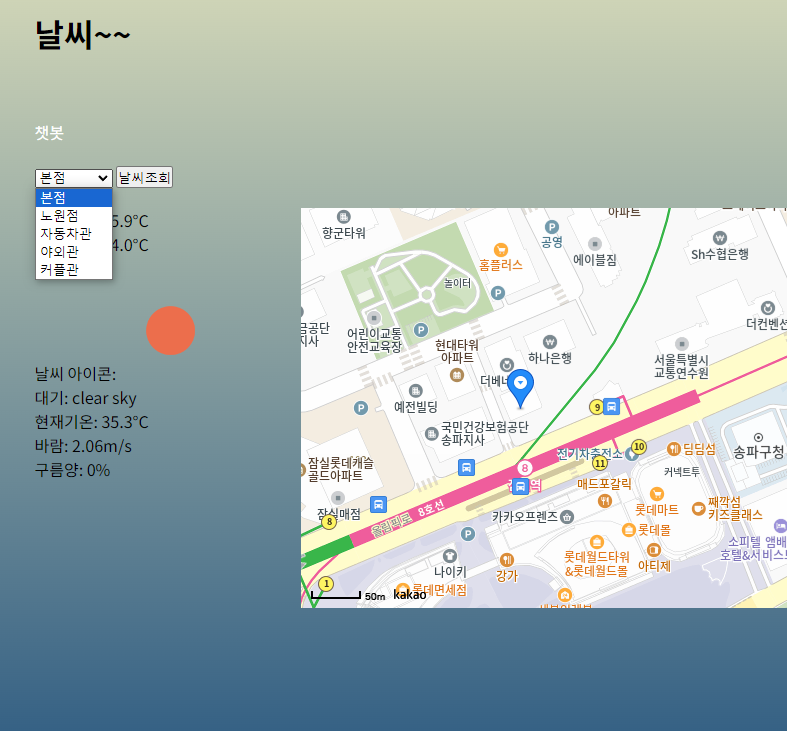 날씨~~
챗봇
본점
날씨조회
본점
노원점
자동차관
야외관
커플관
5.9℃
4.0℃
날씨 아이콘:
대기: clear sky
현재기온: 35.3℃
바람: 2.06m/s
구름양: 0%
아파트
향군타워
공영
에이블짐
Sh수협은행
홈플러스
놀이터
P
P
P
P
P
더컨벤션
어린이교통
안전교육장
현대타워
아파트
하나은행
서울특별시
교통연수원
예전빌딩
국민건강보험공단
송파지사
9
10
11
전기차충전소
딤딤섬
송파구청
커넥트투
잠실롯데캐슬
골드아파트
8
매드포갈릭
롯데마트
째깍섬
키즈클래스
잠실매점
8
올림픽로
8호선
카카오프렌즈
롯데몰
소피텔 앰배
호텔&서비스드
나이키
강가
롯데월드타워
&롯데월드몰
아티제
1
롯데면세점
50m
kakao